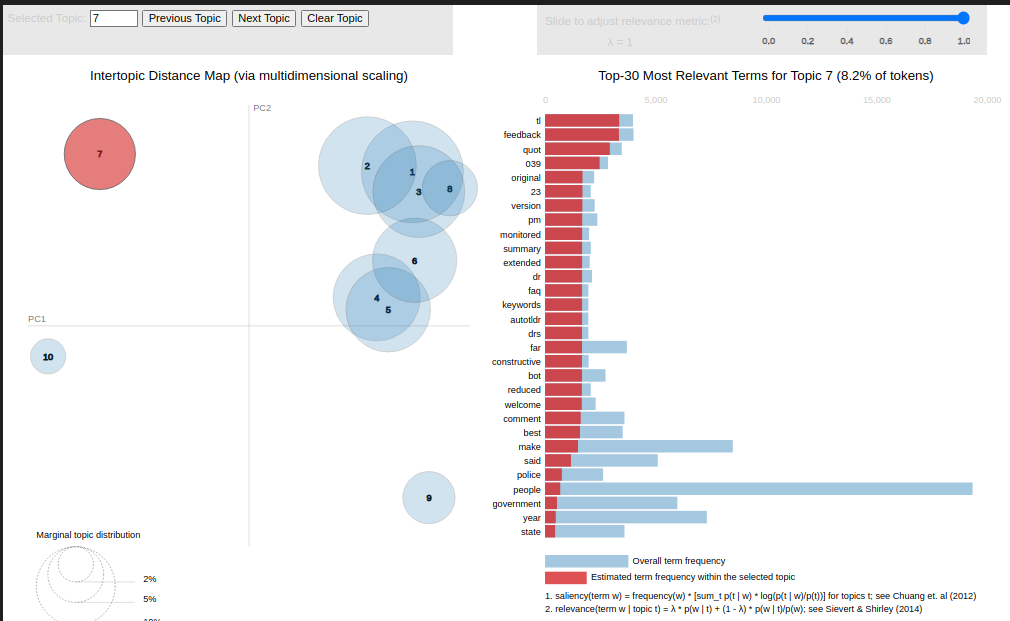 Selected Topic: 7 Previous Topic Next Topic Clear Topic
Slide to adjust relevance metric:(2)
λ = 1
0.0 0.2 0.4 0.6 0.8 1.0
Intertopic Distance Map (via multidimensional scaling)
PC2
PC1
7
2
1
3
8
6
4
5
10
9
Marginal topic distribution
2%
5%
10%
Top-30 Most Relevant Terms for Topic 7 (8.2% of tokens)
0 5,000 10,000 15,000 20,000
tl
feedback
quot
039
original
23
version
pm
monitored
summary
extended
dr
faq
keywords
autotldr
drs
far
constructive
bot
reduced
welcome
comment
best
make
said
police
people
government
year
state
Overall term frequency
Estimated term frequency within the selected topic
1. saliency(term w) = frequency(w) * [sum_t p(t | w) * log(p(t | w)/p(t))] for topics t; see Chuang et. al (2012)
2. relevance(term w | topic t) = λ * p(w | t) + (1 - λ) * p(w | t)/p(w); see Sievert & Shirley (2014)